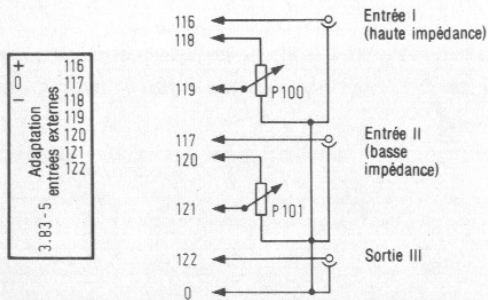 +
0
−
Adaptation
entrées externes
3.83-5
116
117
118
119
120
121
122
116
118
119
P100
Entrée I
(haute impédance)
117
120
121
P101
Entrée II
(basse
impédance)
122
Sortie III
0